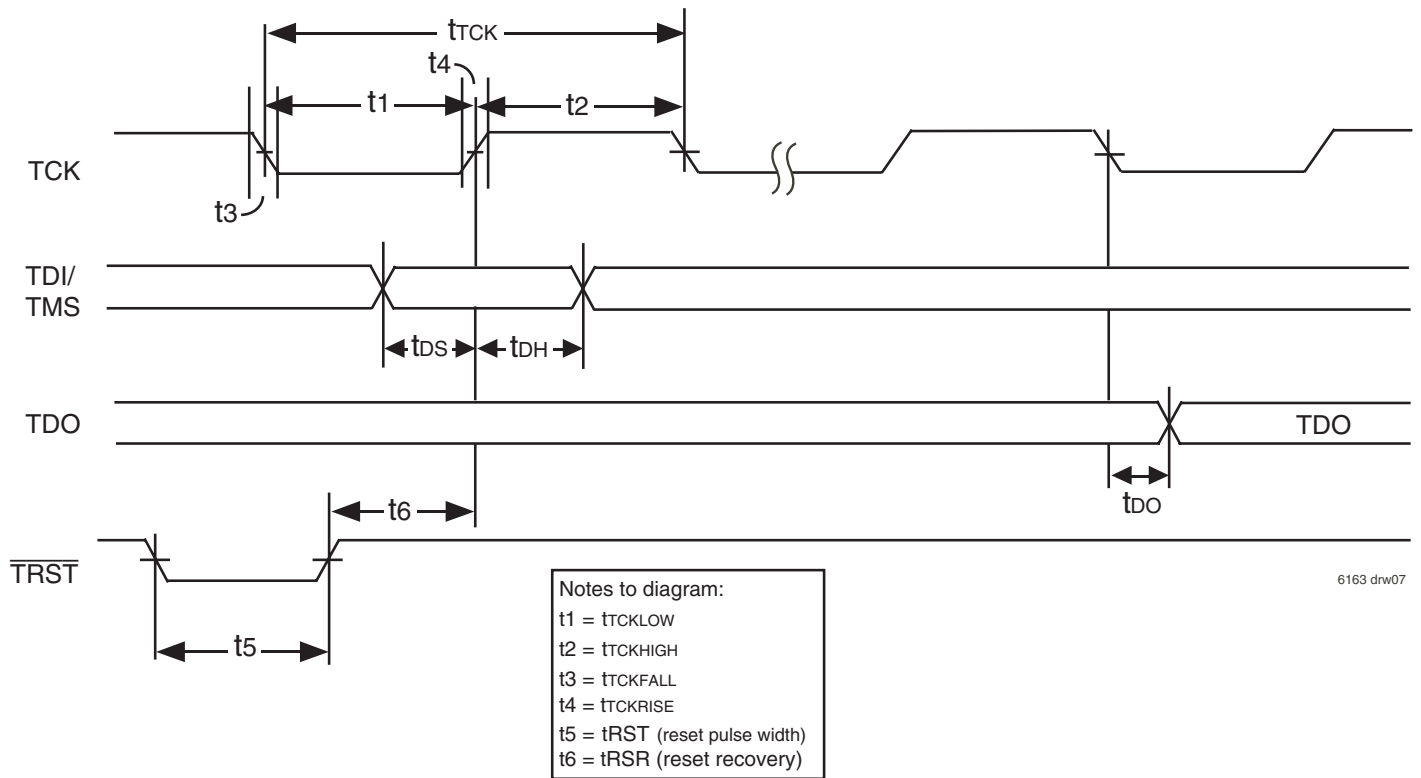 tTCK
t4
t1
t2
TCK
t3
TDI/
TMS
tDS
tDH
TDO
TDO
tDO
t6
TRST
t5
6163 drw07
Notes to diagram:
t1 = tTCKLOW
t2 = tTCKHIGH
t3 = tTCKFALL
t4 = tTCKRISE
t5 = tRST (reset pulse width)
t6 = tRSR (reset recovery)